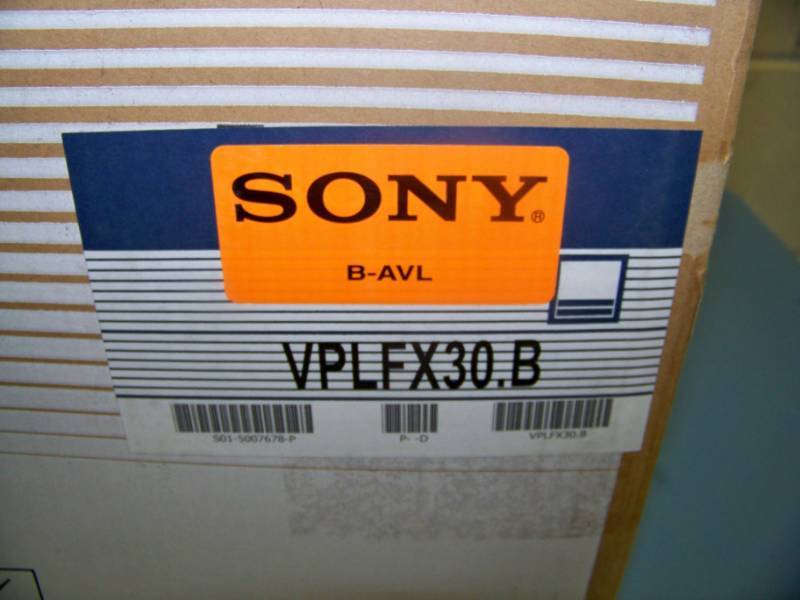 SONY®
B-AVL
VPLFX30.B
S01-5007678-P
P- -D
VPLFX30.B